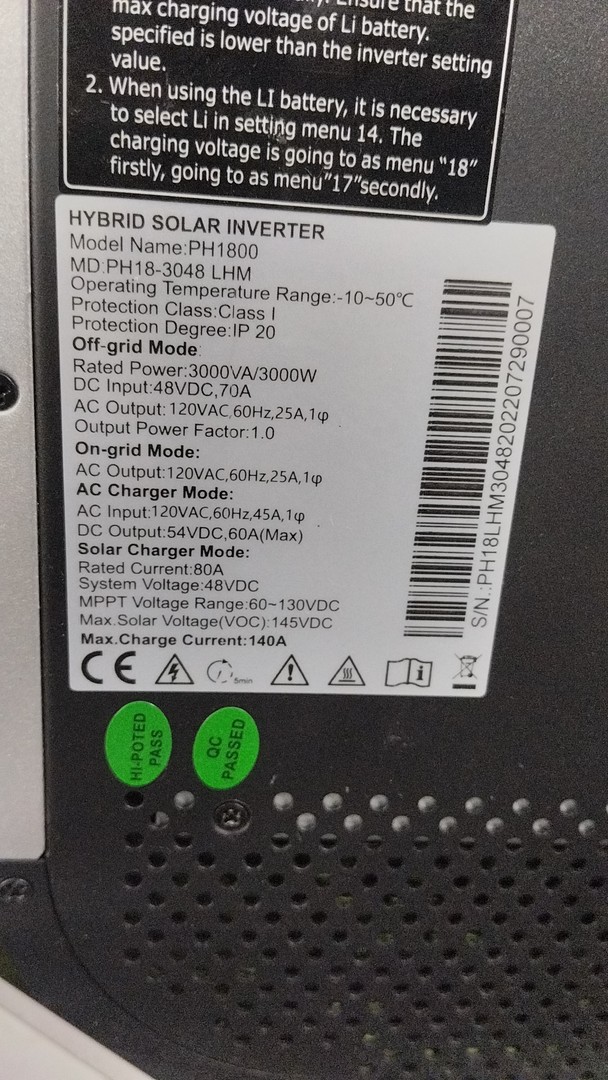 max charging voltage of Li battery.
specified is lower than the inverter setting
value.
2. When using the LI battery, it is necessary
to select Li in setting menu 14. The
charging voltage is going to as menu "18"
firstly, going to as menu"17"secondly.
HYBRID SOLAR INVERTER
Model Name:PH1800
MD:PH18-3048 LHM
Operating Temperature Range:-10~50℃
Protection Class:Class I
Protection Degree:IP 20
Off-grid Mode:
Rated Power:3000VA/3000W
DC Input:48VDC,70A
AC Output:120VAC,60Hz,25A,1φ
Output Power Factor:1.0
On-grid Mode:
AC Output:120VAC,60Hz,25A,1φ
AC Charger Mode:
AC Input:120VAC,60Hz,45A,1φ
DC Output:54VDC,60A(Max)
Solar Charger Mode:
Rated Current:80A
System Voltage:48VDC
MPPT Voltage Range:60~130VDC
Max.Solar Voltage(VOC):145VDC
Max.Charge Current:140A
CE
5min
S/N.:PH18LHM3048202207290007
HI-POTED
PASS
QC
PASSED